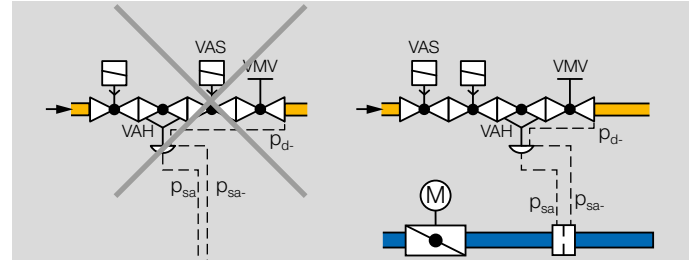 VAS
VMV
VAH
pd-
psa
psa-
VAS
VMV
VAH
pd-
psa
psa-
M